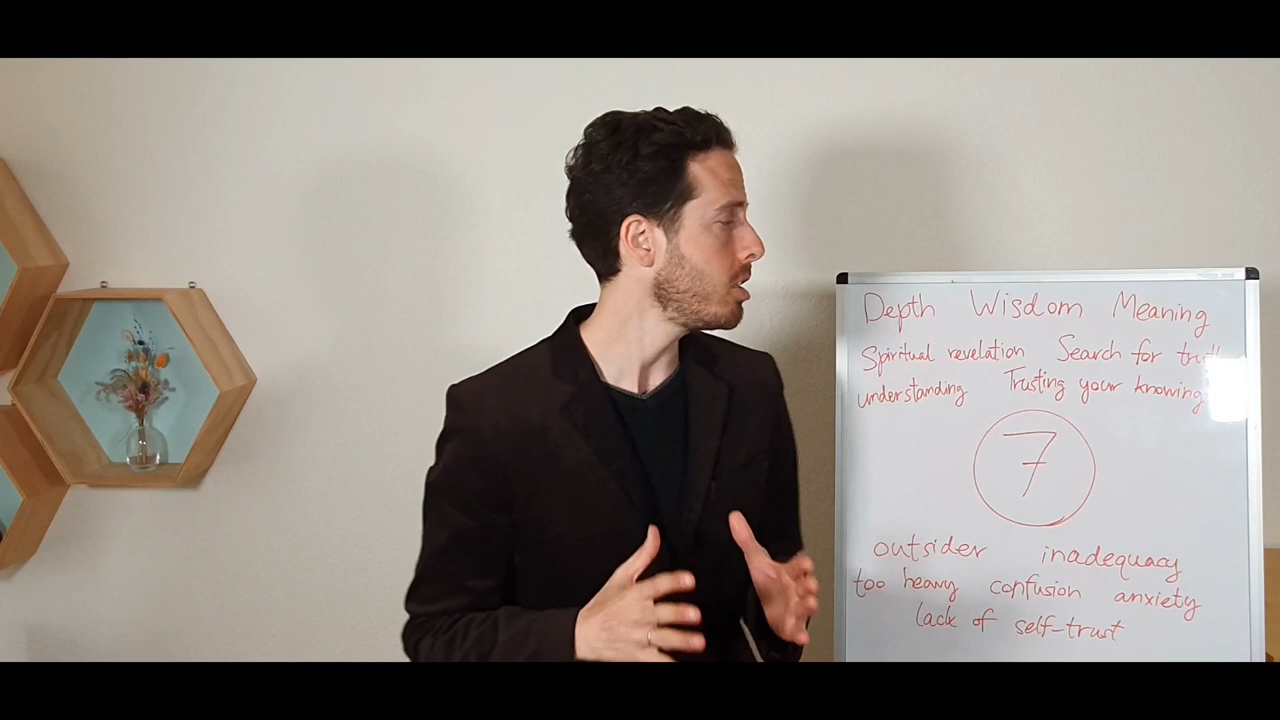 Depth Wisdom Meaning
Spiritual revelation Search for truth
understanding Trusting your knowing
7
outsider inadequacy
too heavy confusion anxiety
lack of self-trust